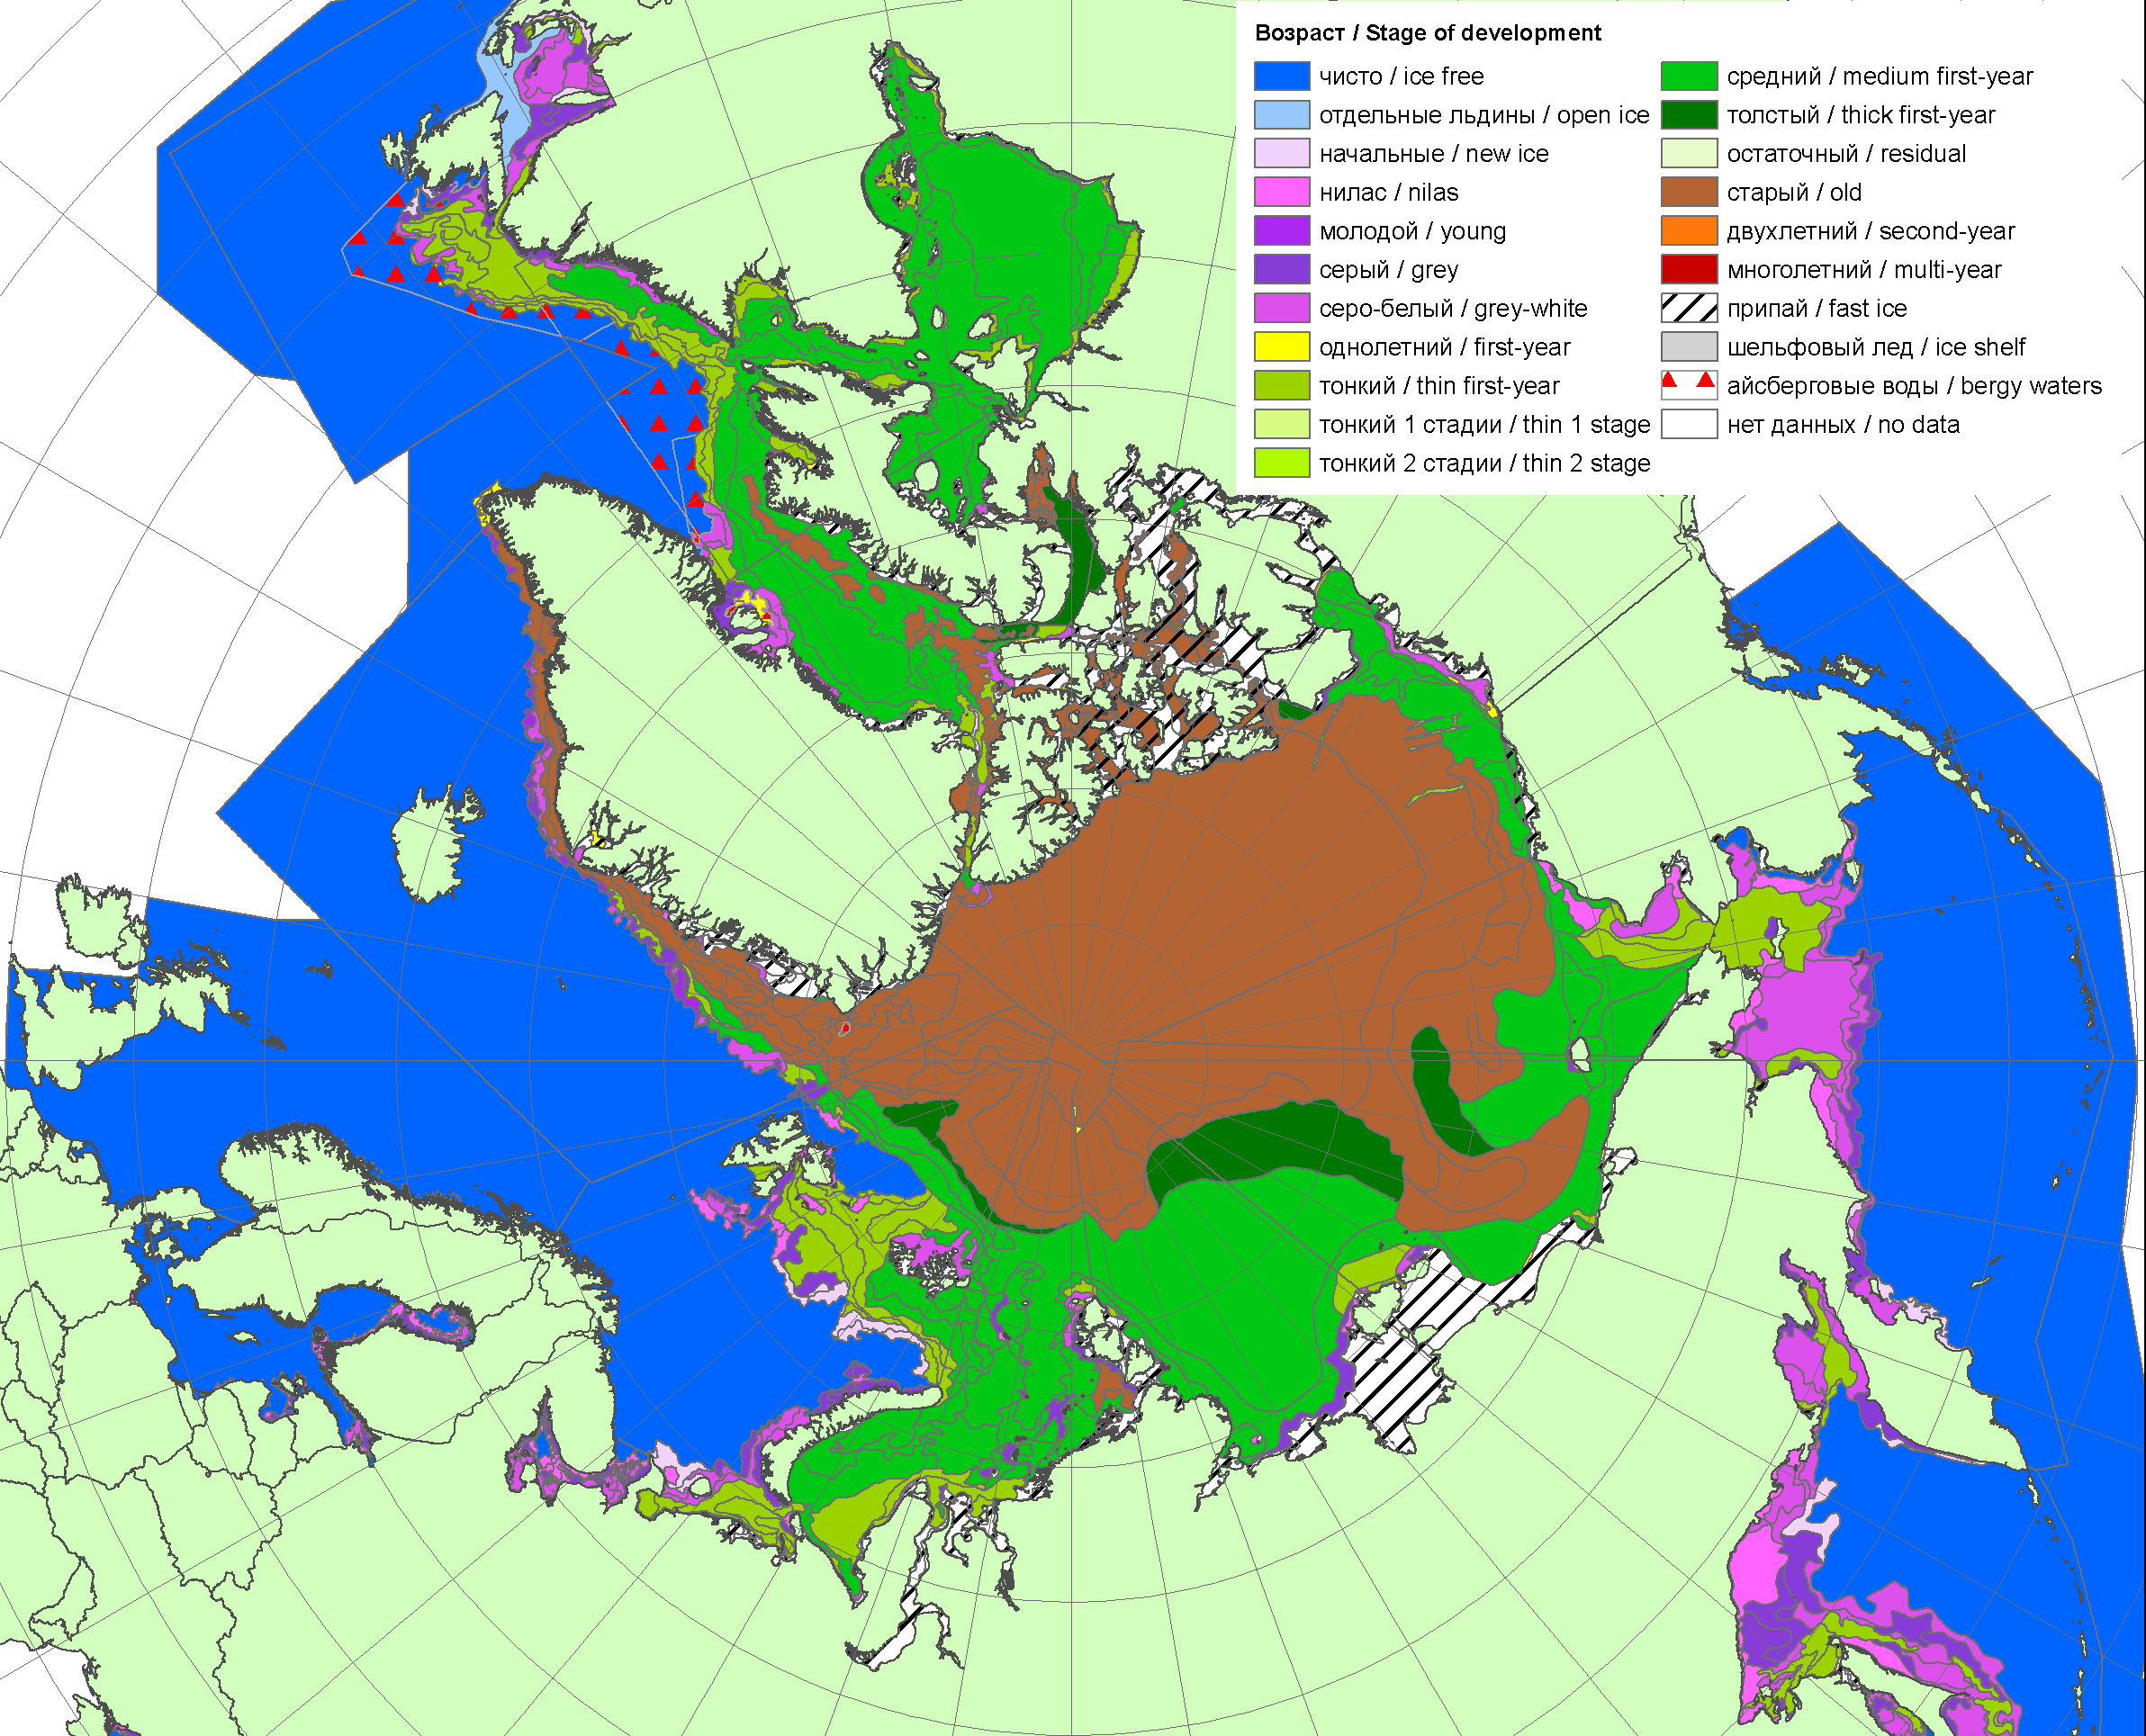 Возраст / Stage of development
чисто / ice free
отдельные льдины / open ice
начальные / new ice
нилас / nilas
молодой / young
серый / grey
серо-белый / grey-white
однолетний / first-year
тонкий / thin first-year
тонкий 1 стадии / thin 1 stage
тонкий 2 стадии / thin 2 stage
средний / medium first-year
толстый / thick first-year
остаточный / residual
старый / old
двухлетний / second-year
многолетний / multi-year
припай / fast ice
шельфовый лед / ice shelf
айсберговые воды / bergy waters
нет данных / no data